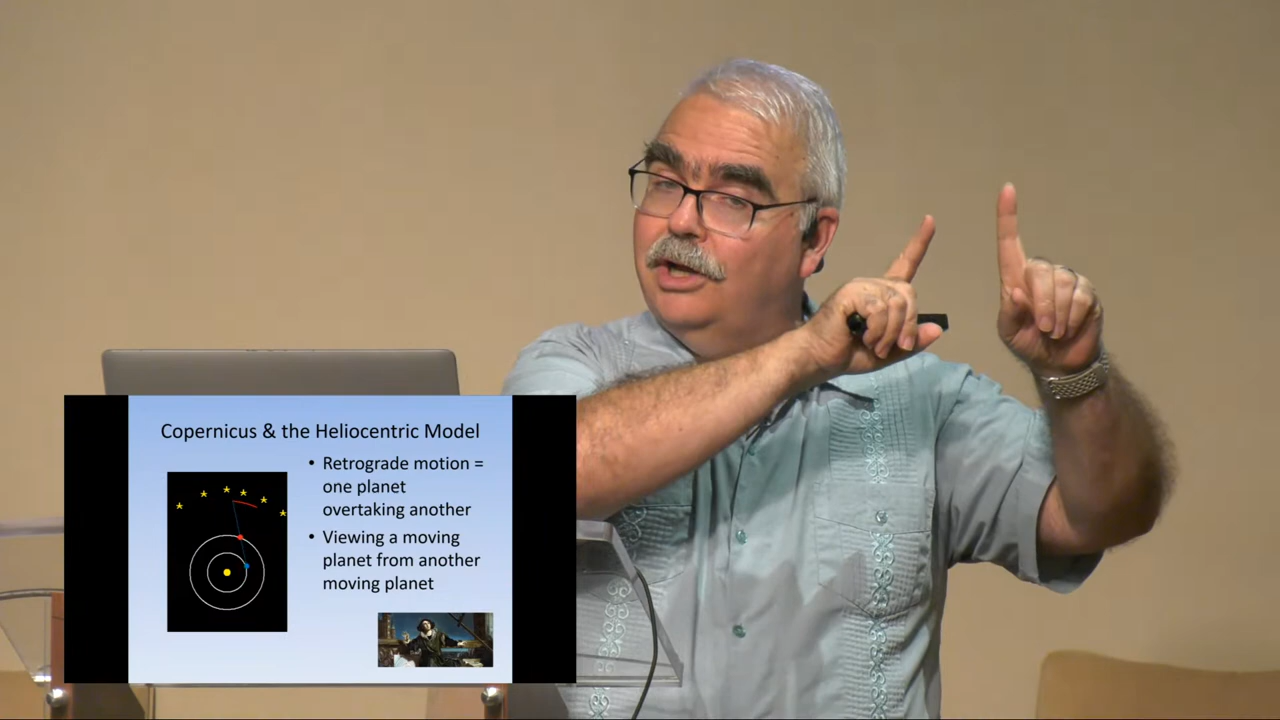 Copernicus & the Heliocentric Model
• Retrograde motion =
one planet
overtaking another
• Viewing a moving
planet from another
moving planet